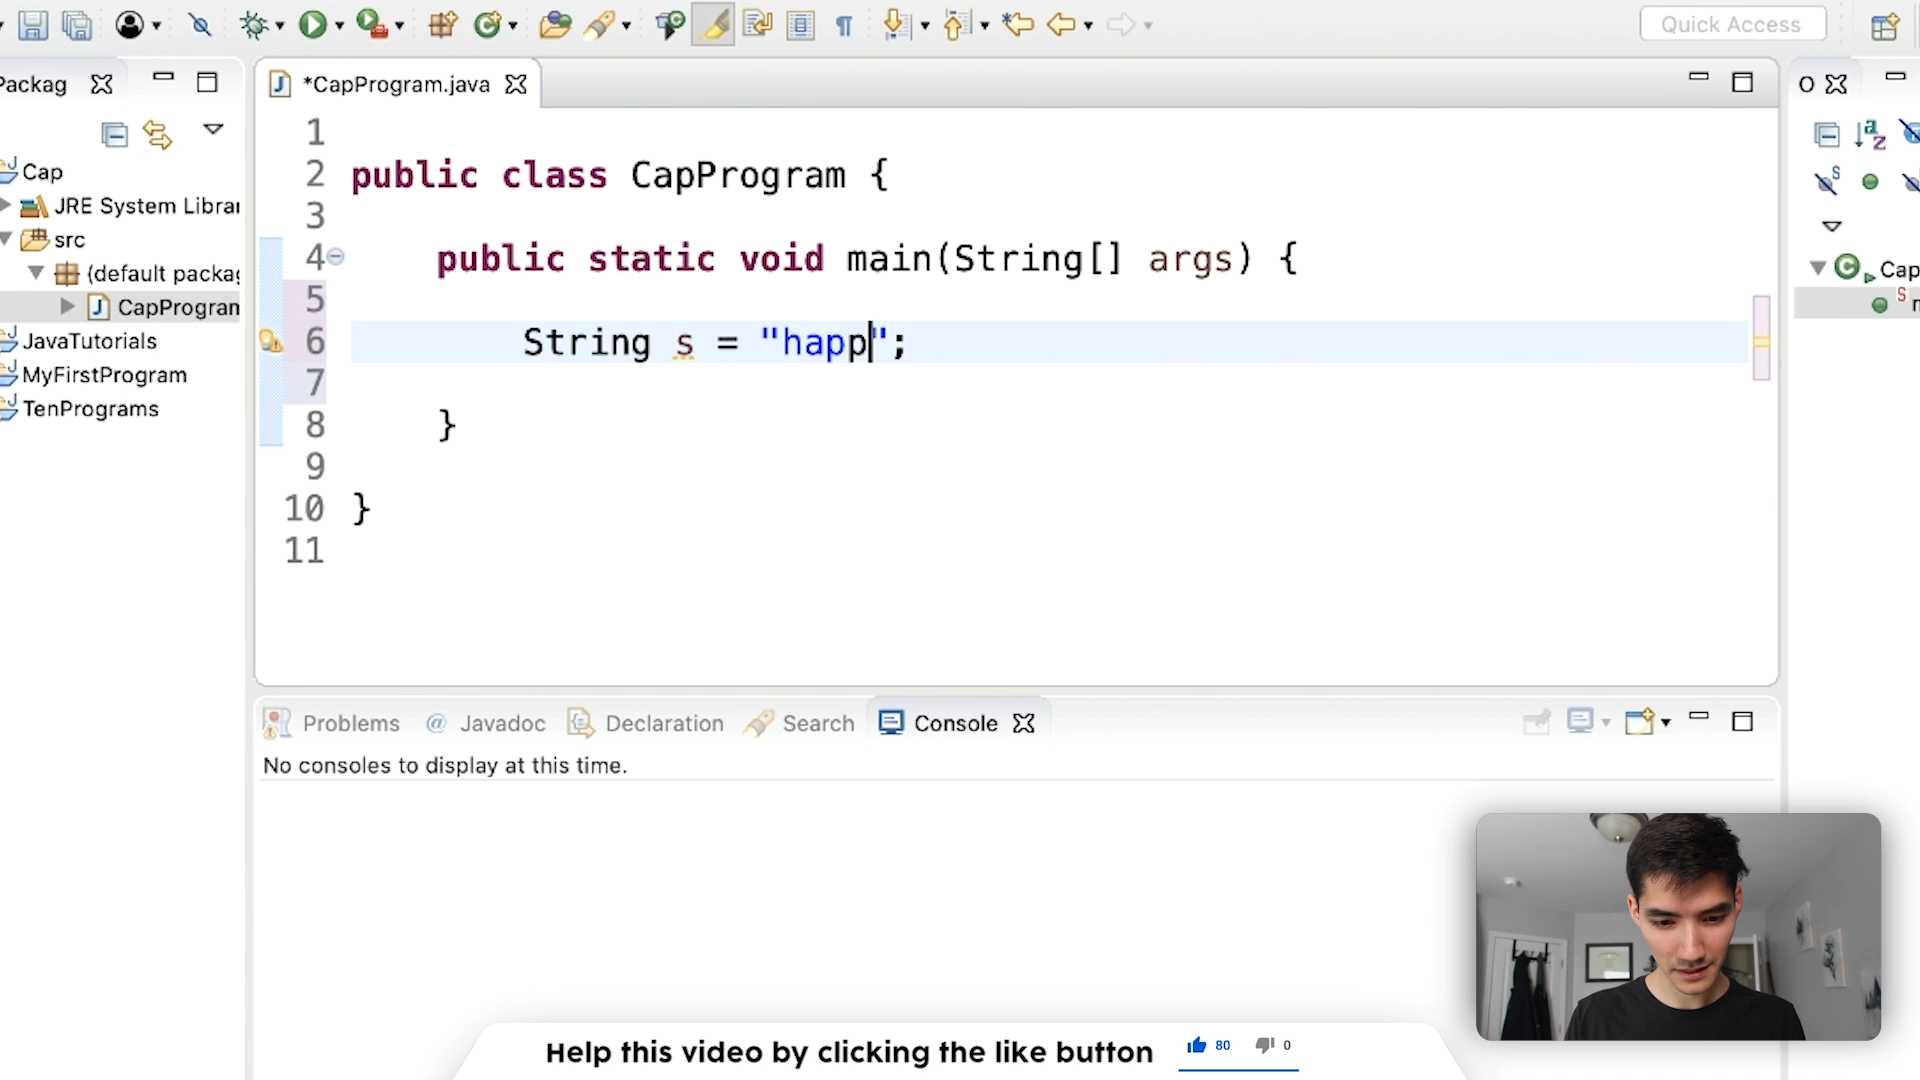 Quick Access
Packag
*CapProgram.java
O
Cap
JRE System Librar
src
(default packag
CapProgram
JavaTutorials
MyFirstProgram
TenPrograms
1
2 public class CapProgram {
3
4 public static void main(String[] args) {
5
6 String s = "happ";
7
8 }
9
10 }
11
Cap
Problems @ Javadoc Declaration Search Console
No consoles to display at this time.
Help this video by clicking the like button 80 0